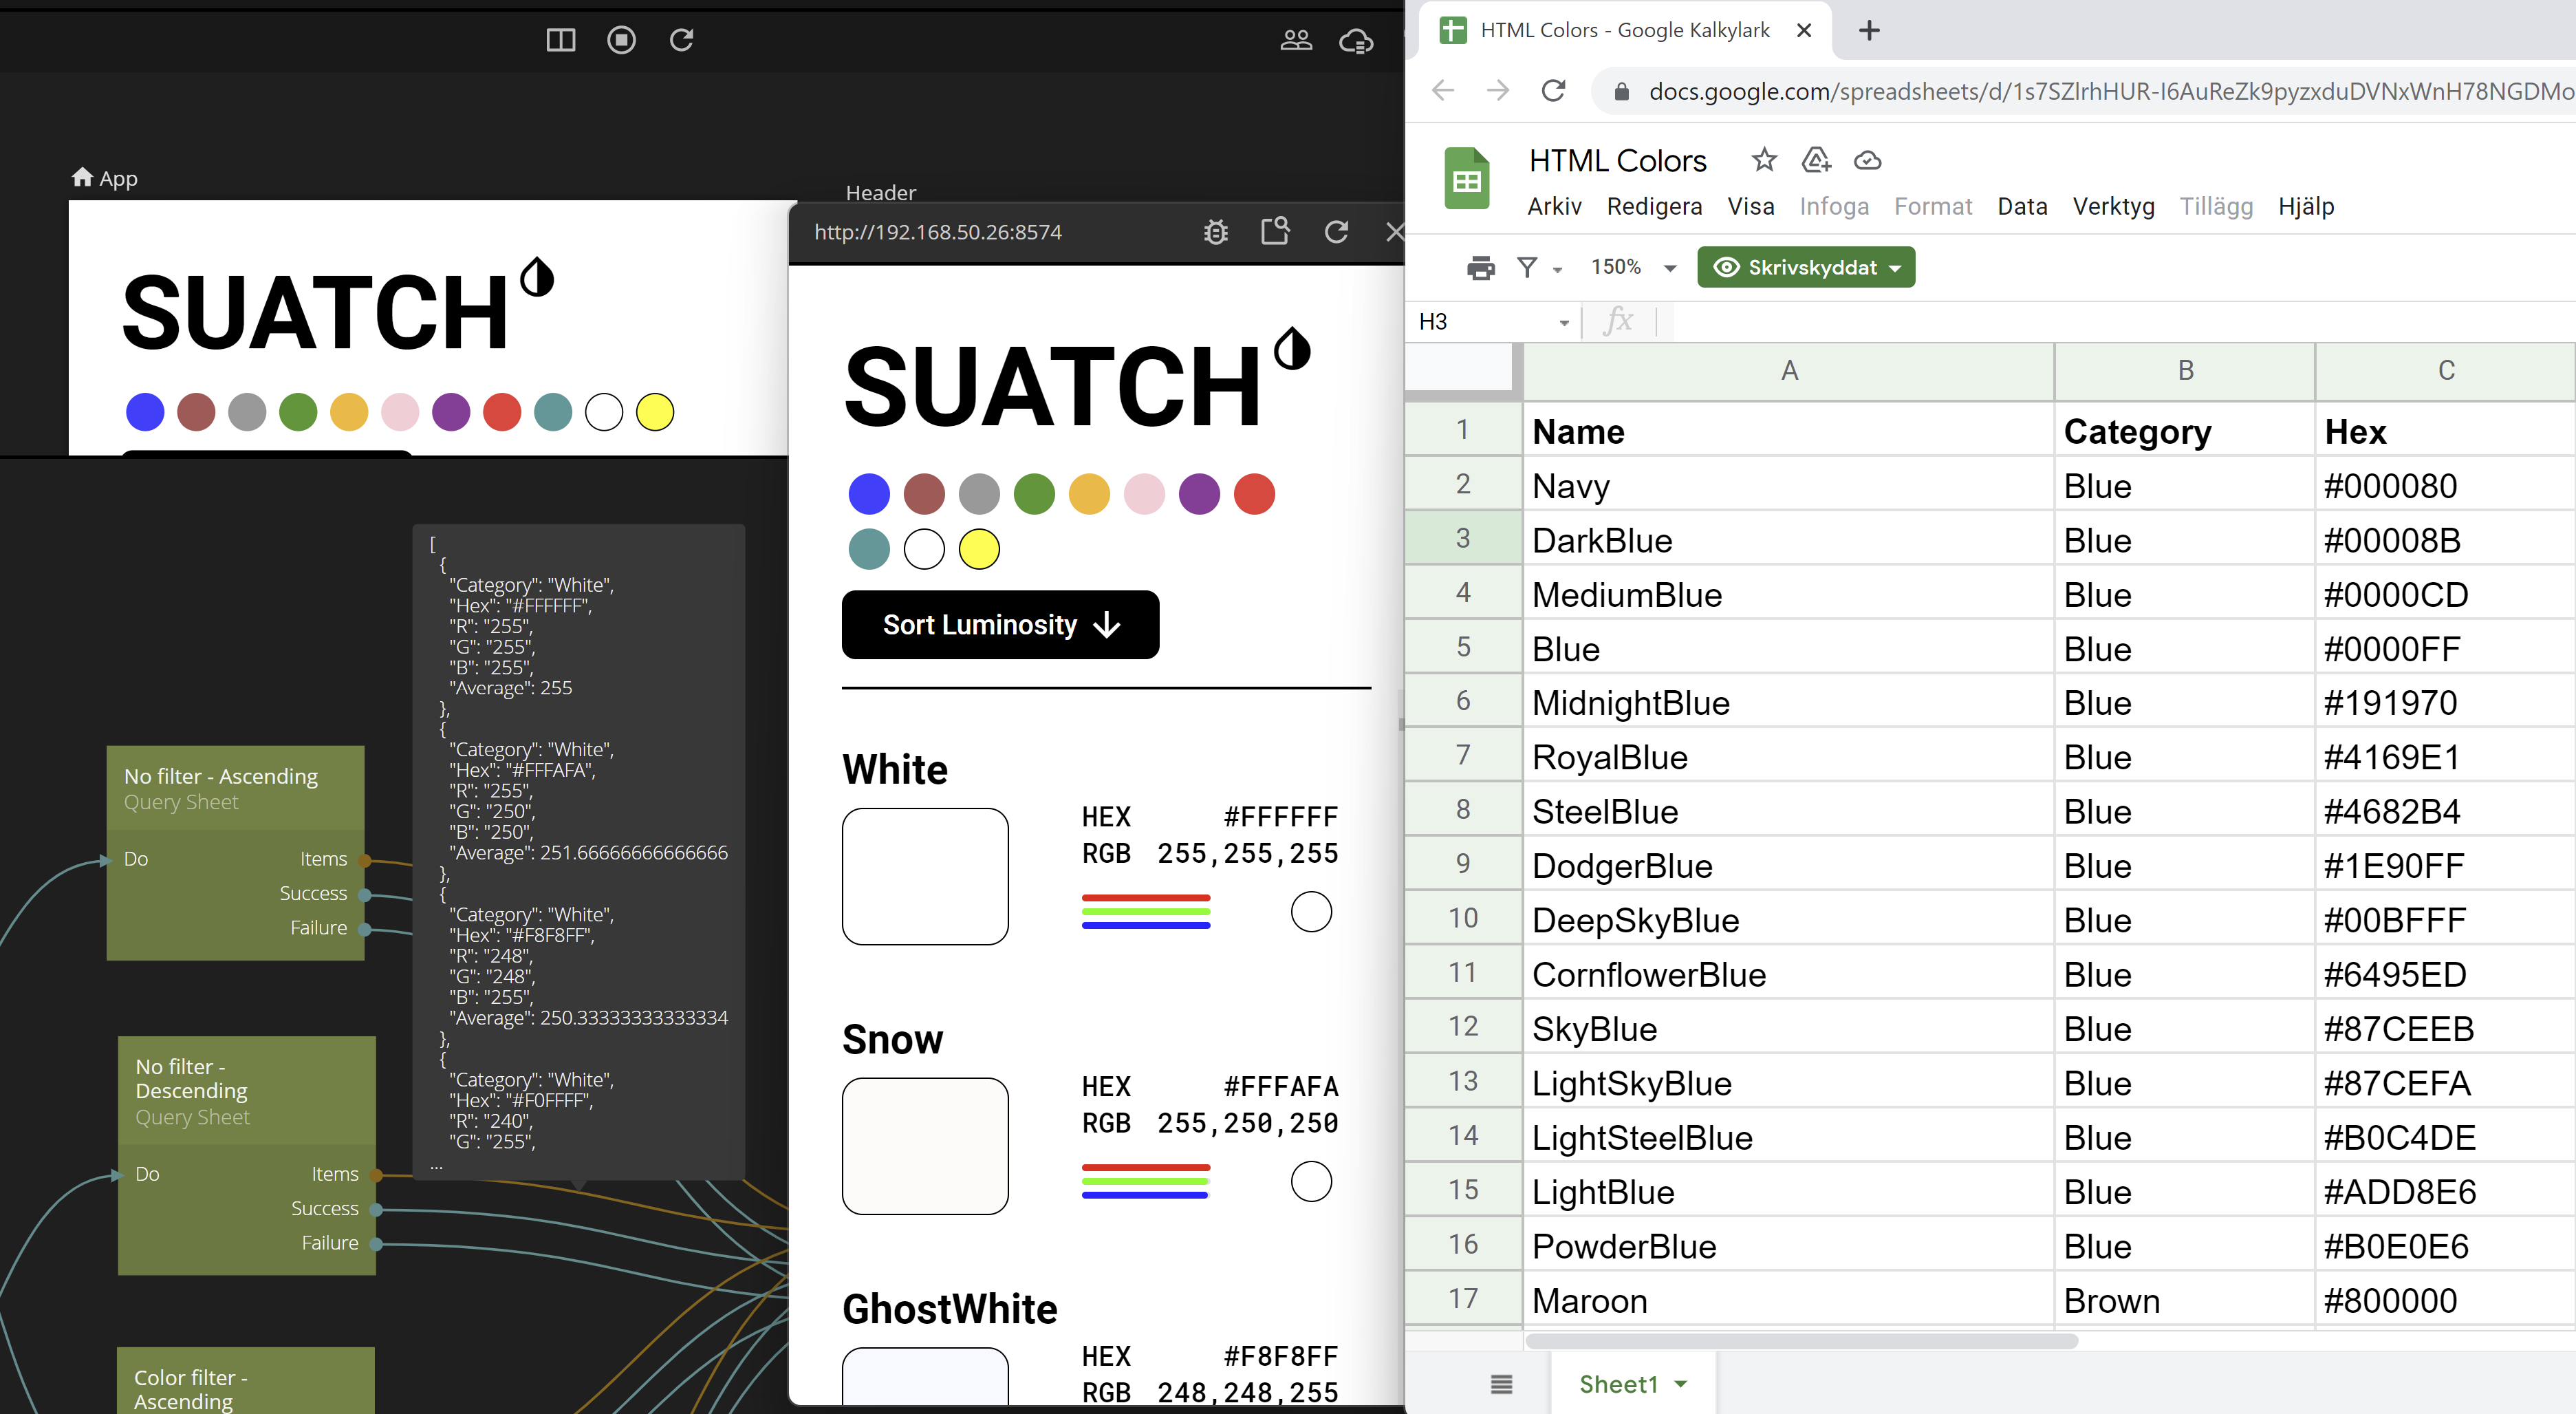 App
SUATCH
No filter - Ascending
Query Sheet
Do
Items
Success
Failure
No filter -
Descending
Query Sheet
Do
Items
Success
Failure
Color filter -
Ascending
[
{
"Category": "White",
"Hex": "#FFFFFF",
"R": "255",
"G": "255",
"B": "255",
"Average": 255
},
{
"Category": "White",
"Hex": "#FFFAFA",
"R": "255",
"G": "250",
"B": "250",
"Average": 251.66666666666666
},
{
"Category": "White",
"Hex": "#F8F8FF",
"R": "248",
"G": "248",
"B": "255",
"Average": 250.33333333333334
},
{
"Category": "White",
"Hex": "#F0FFFF",
"R": "240",
"G": "255",
...
Header
http://192.168.50.26:8574
SUATCH
Sort Luminosity
White
HEX #FFFFFF
RGB 255,255,255
Snow
HEX #FFFAFA
RGB 255,250,250
GhostWhite
HEX #F8F8FF
RGB 248,248,255
HTML Colors - Google Kalkylark
docs.google.com/spreadsheets/d/1s7SZlrhHUR-I6AuReZk9pyzxduDVNxWnH78NGDMo
HTML Colors
Arkiv Redigera Visa Infoga Format Data Verktyg Tillägg Hjälp
150% Skrivskyddat
H3 fx
A B C
1 Name Category Hex
2 Navy Blue #000080
3 DarkBlue Blue #00008B
4 MediumBlue Blue #0000CD
5 Blue Blue #0000FF
6 MidnightBlue Blue #191970
7 RoyalBlue Blue #4169E1
8 SteelBlue Blue #4682B4
9 DodgerBlue Blue #1E90FF
10 DeepSkyBlue Blue #00BFFF
11 CornflowerBlue Blue #6495ED
12 SkyBlue Blue #87CEEB
13 LightSkyBlue Blue #87CEFA
14 LightSteelBlue Blue #B0C4DE
15 LightBlue Blue #ADD8E6
16 PowderBlue Blue #B0E0E6
17 Maroon Brown #800000
Sheet1